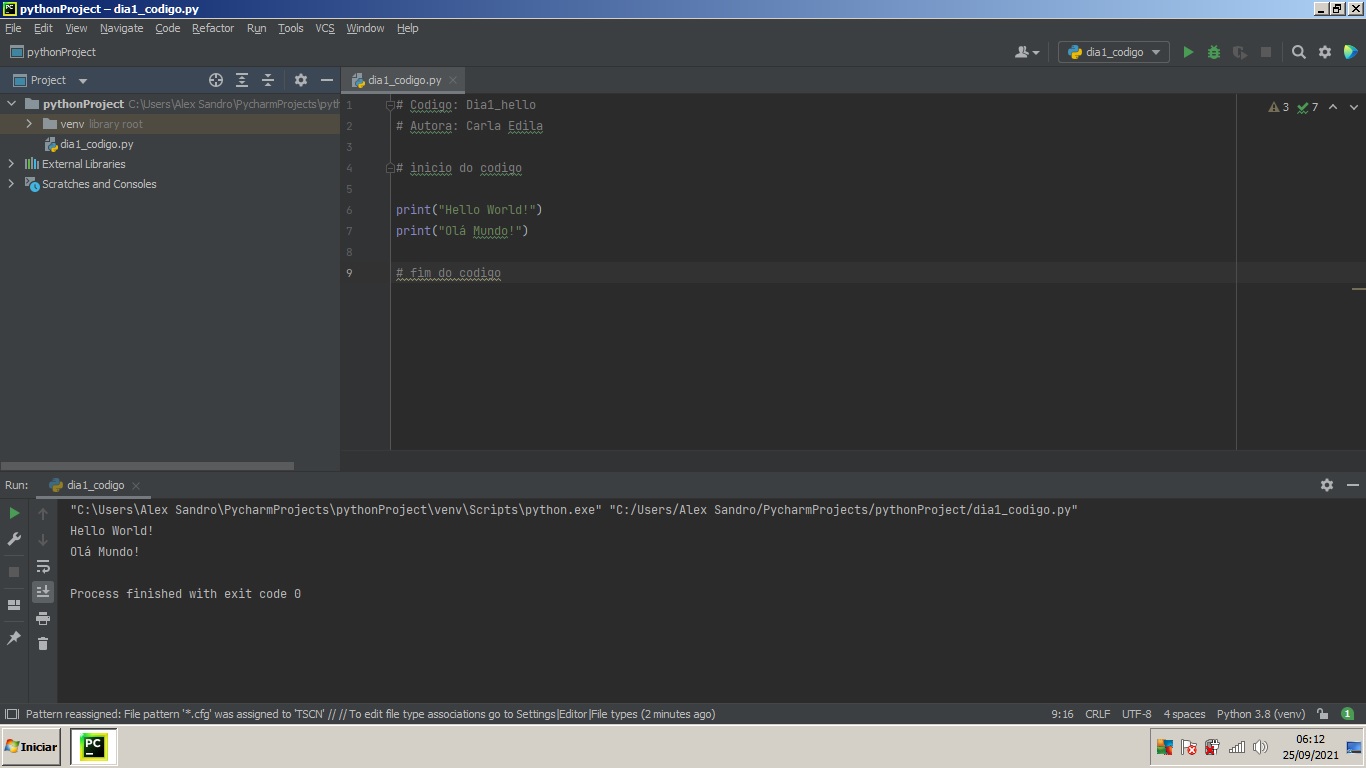 pythonProject – dia1_codigo.py
File Edit View Navigate Code Refactor Run Tools VCS Window Help
pythonProject
dia1_codigo
Project
dia1_codigo.py
pythonProject C:\Users\Alex Sandro\PycharmProjects\pyth
venv library root
dia1_codigo.py
External Libraries
Scratches and Consoles
1 # Codigo: Dia1_hello
2 # Autora: Carla Edila
3
4 # inicio do codigo
5
6 print("Hello World!")
7 print("Olá Mundo!")
8
9 # fim do codigo
3 7
Run: dia1_codigo
"C:\Users\Alex Sandro\PycharmProjects\pythonProject\venv\Scripts\python.exe" "C:/Users/Alex Sandro/PycharmProjects/pythonProject/dia1_codigo.py"
Hello World!
Olá Mundo!
Process finished with exit code 0
Pattern reassigned: File pattern '*.cfg' was assigned to 'TSCN' // // To edit file type associations go to Settings|Editor|File types (2 minutes ago)
9:16 CRLF UTF-8 4 spaces Python 3.8 (venv) 1
Iniciar
PC
06:12
25/09/2021